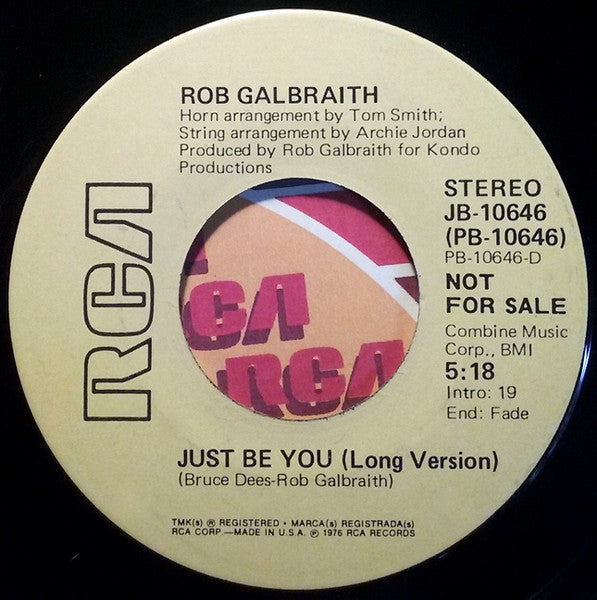 ROB GALBRAITH
Horn arrangement by Tom Smith;
String arrangement by Archie Jordan
Produced by Rob Galbraith for Kondo
Productions
RCA
STEREO
JB-10646
(PB-10646)
PB-10646-D
NOT
FOR SALE
Combine Music
Corp., BMI
5:18
Intro: 19
End: Fade
CA
RCA
JUST BE YOU (Long Version)
(Bruce Dees-Rob Galbraith)
TMK(s) ® REGISTERED • MARCA(s) REGISTRADA(s)
RCA CORP.—MADE IN U.S.A. ℗ 1976 RCA RECORDS